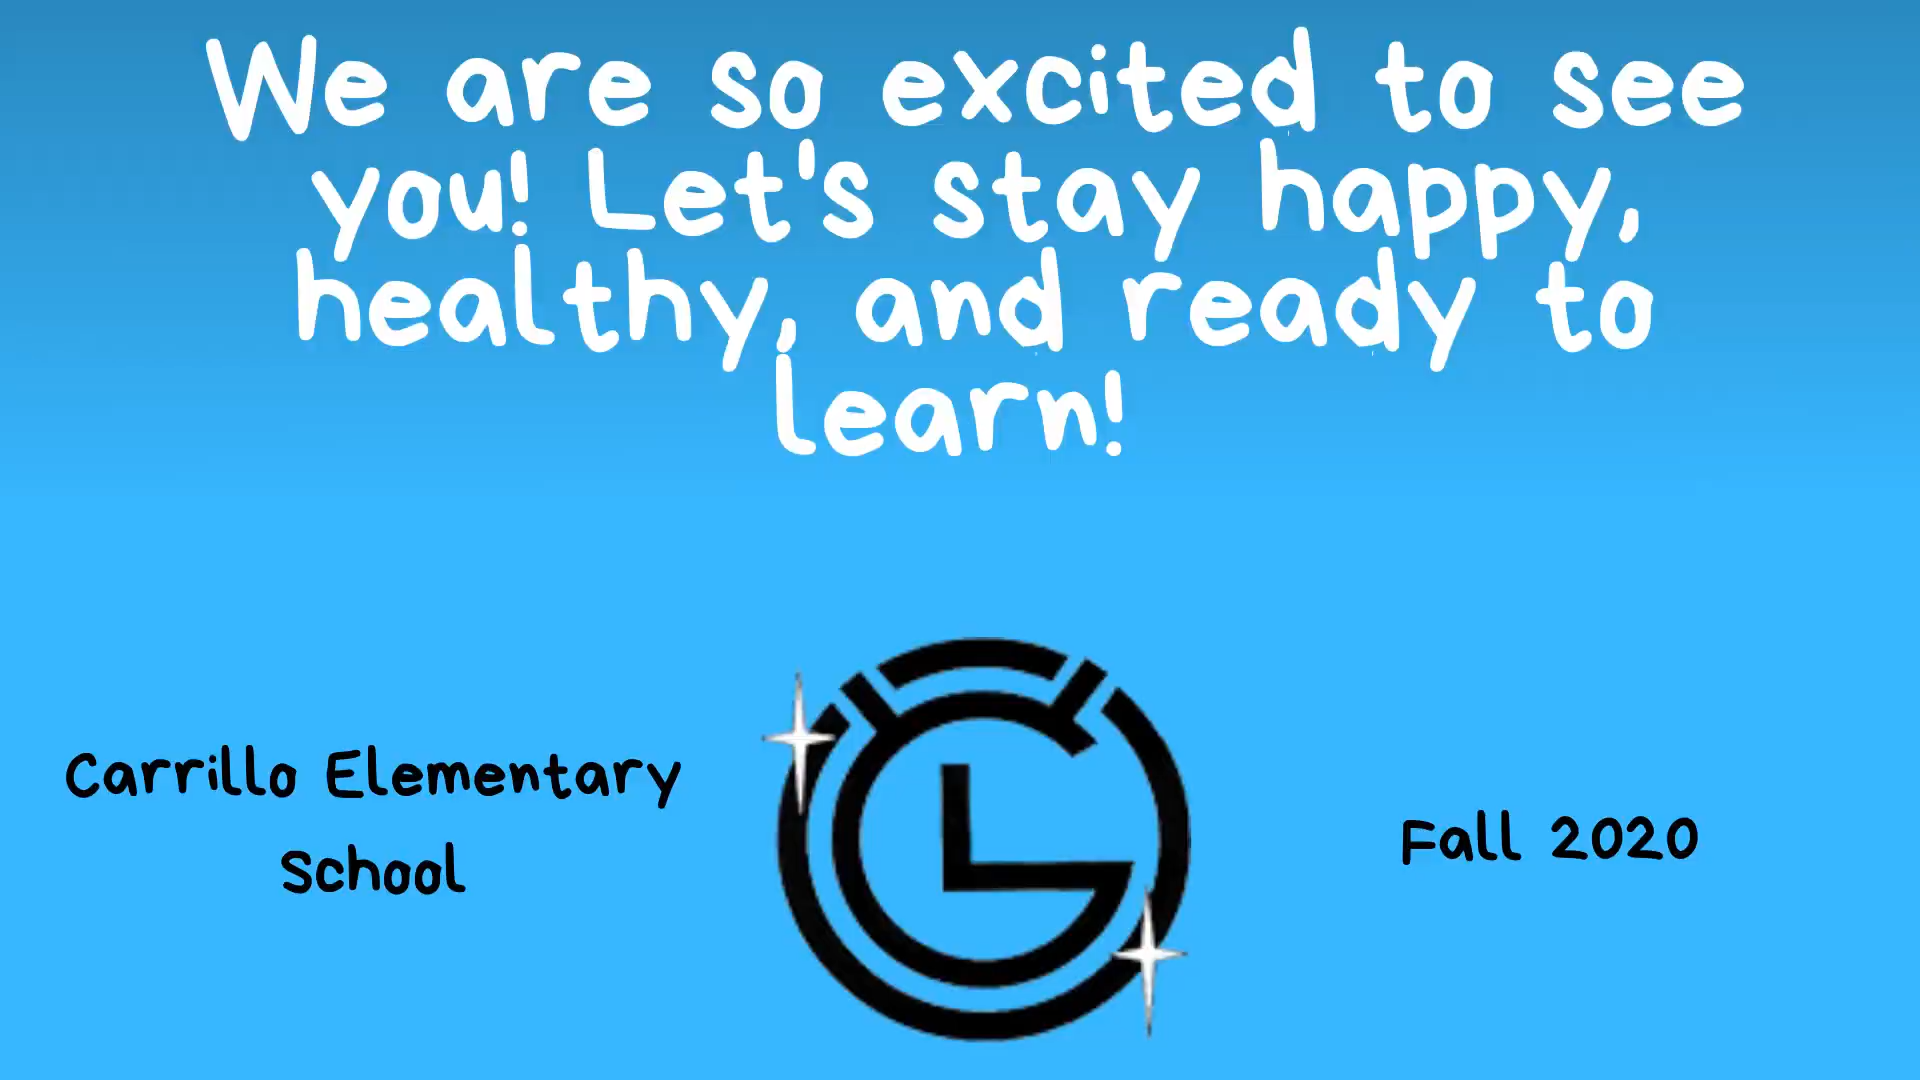 We are so excited to see
you! Let's stay happy,
healthy, and ready to
learn!
Carrillo Elementary
School
Fall 2020